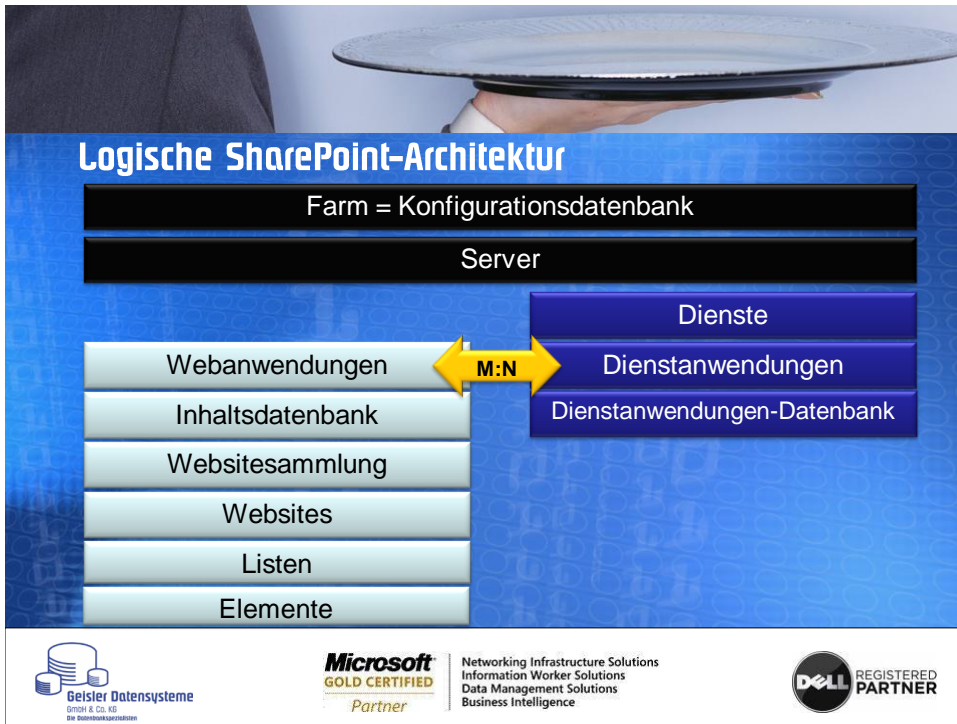 Logische SharePoint-Architektur
Farm = Konfigurationsdatenbank
Server
Dienste
Webanwendungen
M:N
Dienstanwendungen
Inhaltsdatenbank
Dienstanwendungen-Datenbank
Websitesammlung
Websites
Listen
Elemente
Geisler Datensysteme
GmbH & Co. KG
Die Datenbankspezialisten
Microsoft
GOLD CERTIFIED
Partner
Networking Infrastructure Solutions
Information Worker Solutions
Data Management Solutions
Business Intelligence
DELL
REGISTERED
PARTNER